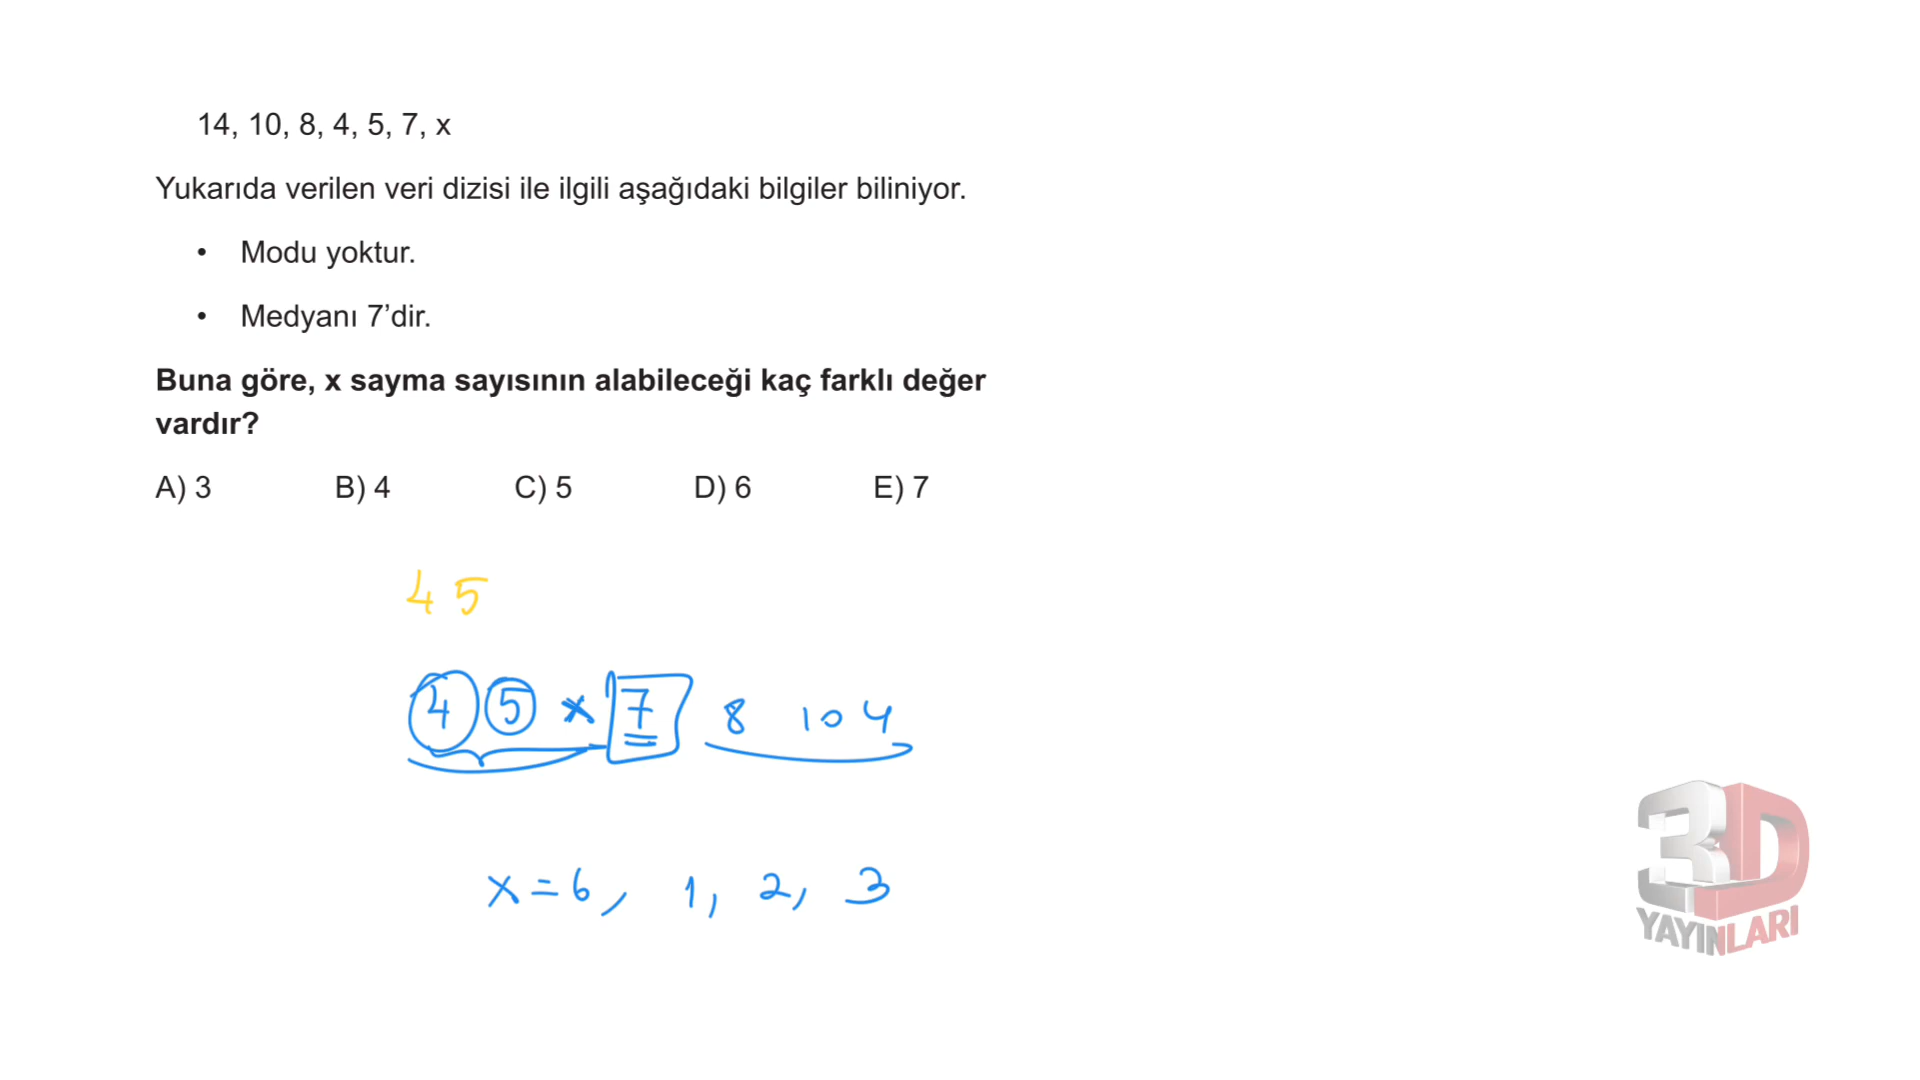 14, 10, 8, 4, 5, 7, x
Yukarıda verilen veri dizisi ile ilgili aşağıdaki bilgiler biliniyor.
• Modu yoktur.
• Medyanı 7’dir.
Buna göre, x sayma sayısının alabileceği kaç farklı değer
vardır?
A) 3 B) 4 C) 5 D) 6 E) 7
4 5
4 5 x 7 8 10 4
x = 6, 1, 2, 3
3D
YAYINLARI